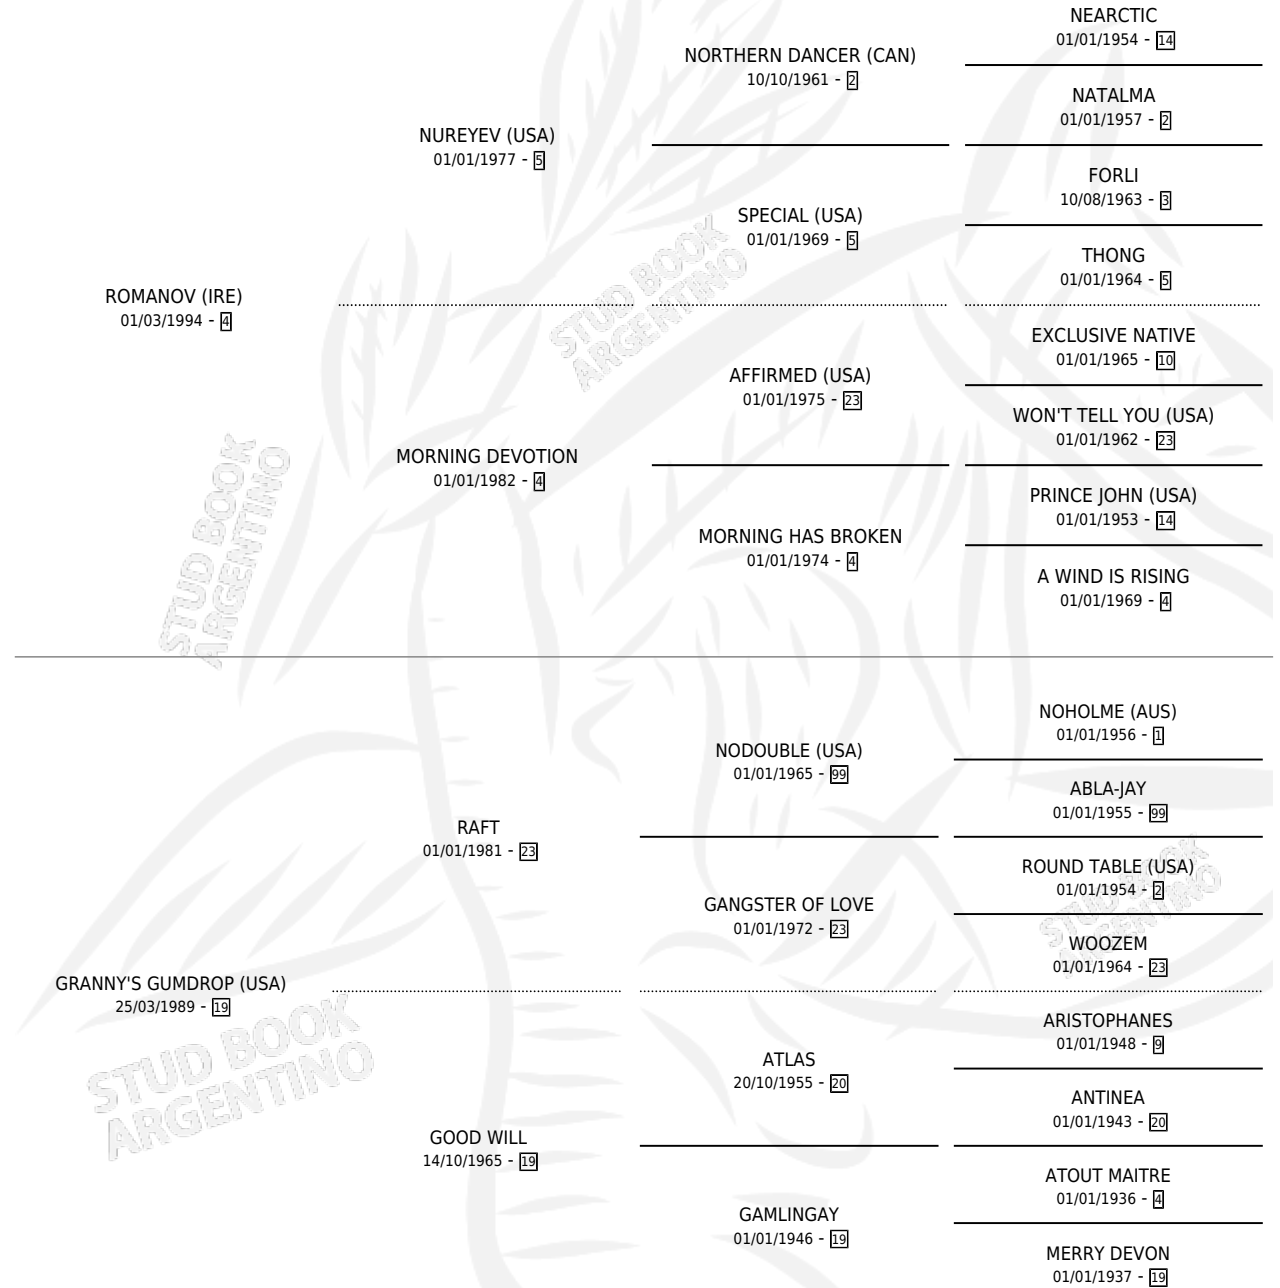 NEARCTIC
01/01/1954 - 14
NORTHERN DANCER (CAN)
10/10/1961 - 2
NATALMA
01/01/1957 - 2
NUREYEV (USA)
01/01/1977 - 5
FORLI
10/08/1963 - 3
SPECIAL (USA)
01/01/1969 - 5
THONG
01/01/1964 - 5
ROMANOV (IRE)
01/03/1994 - 4
EXCLUSIVE NATIVE
01/01/1965 - 10
AFFIRMED (USA)
01/01/1975 - 23
WON'T TELL YOU (USA)
01/01/1962 - 23
MORNING DEVOTION
01/01/1982 - 4
PRINCE JOHN (USA)
01/01/1953 - 14
MORNING HAS BROKEN
01/01/1974 - 4
A WIND IS RISING
01/01/1969 - 4
STUD BOOK
ARGENTINO
STUD BOOK
ARGENTINO
NOHOLME (AUS)
01/01/1956 - 1
NODOUBLE (USA)
01/01/1965 - 99
ABLA-JAY
01/01/1955 - 99
RAFT
01/01/1981 - 23
ROUND TABLE (USA)
01/01/1954 - 2
GANGSTER OF LOVE
01/01/1972 - 23
WOOZEM
01/01/1964 - 23
STUD BOOK
ARGENTINO
GRANNY'S GUMDROP (USA)
25/03/1989 - 19
ARISTOPHANES
01/01/1948 - 9
ATLAS
20/10/1955 - 20
ANTINEA
01/01/1943 - 20
STUD BOOK
ARGENTINO
GOOD WILL
14/10/1965 - 19
ATOUT MAITRE
01/01/1936 - 4
GAMLINGAY
01/01/1946 - 19
MERRY DEVON
01/01/1937 - 19